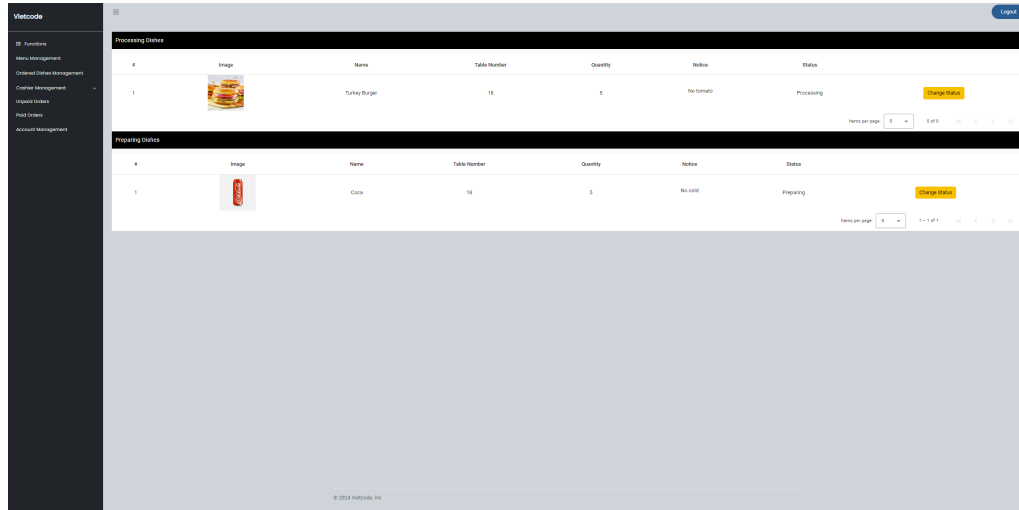 Vietcode
Logout
Functions
Menu Management
Ordered Dishes Management
Cashier Management
Unpaid Orders
Paid Orders
Account Management
Processing Dishes
# Image Name Table Number Quantity Notice Status
1 Turkey Burger 18 5 No tomato Processing Change Status
Items per page: 5 0 of 0
Preparing Dishes
# Image Name Table Number Quantity Notice Status
1 Coca 18 5 No cold Preparing Change Status
Items per page: 5 1 – 1 of 1
© 2024 Vietcode, Inc